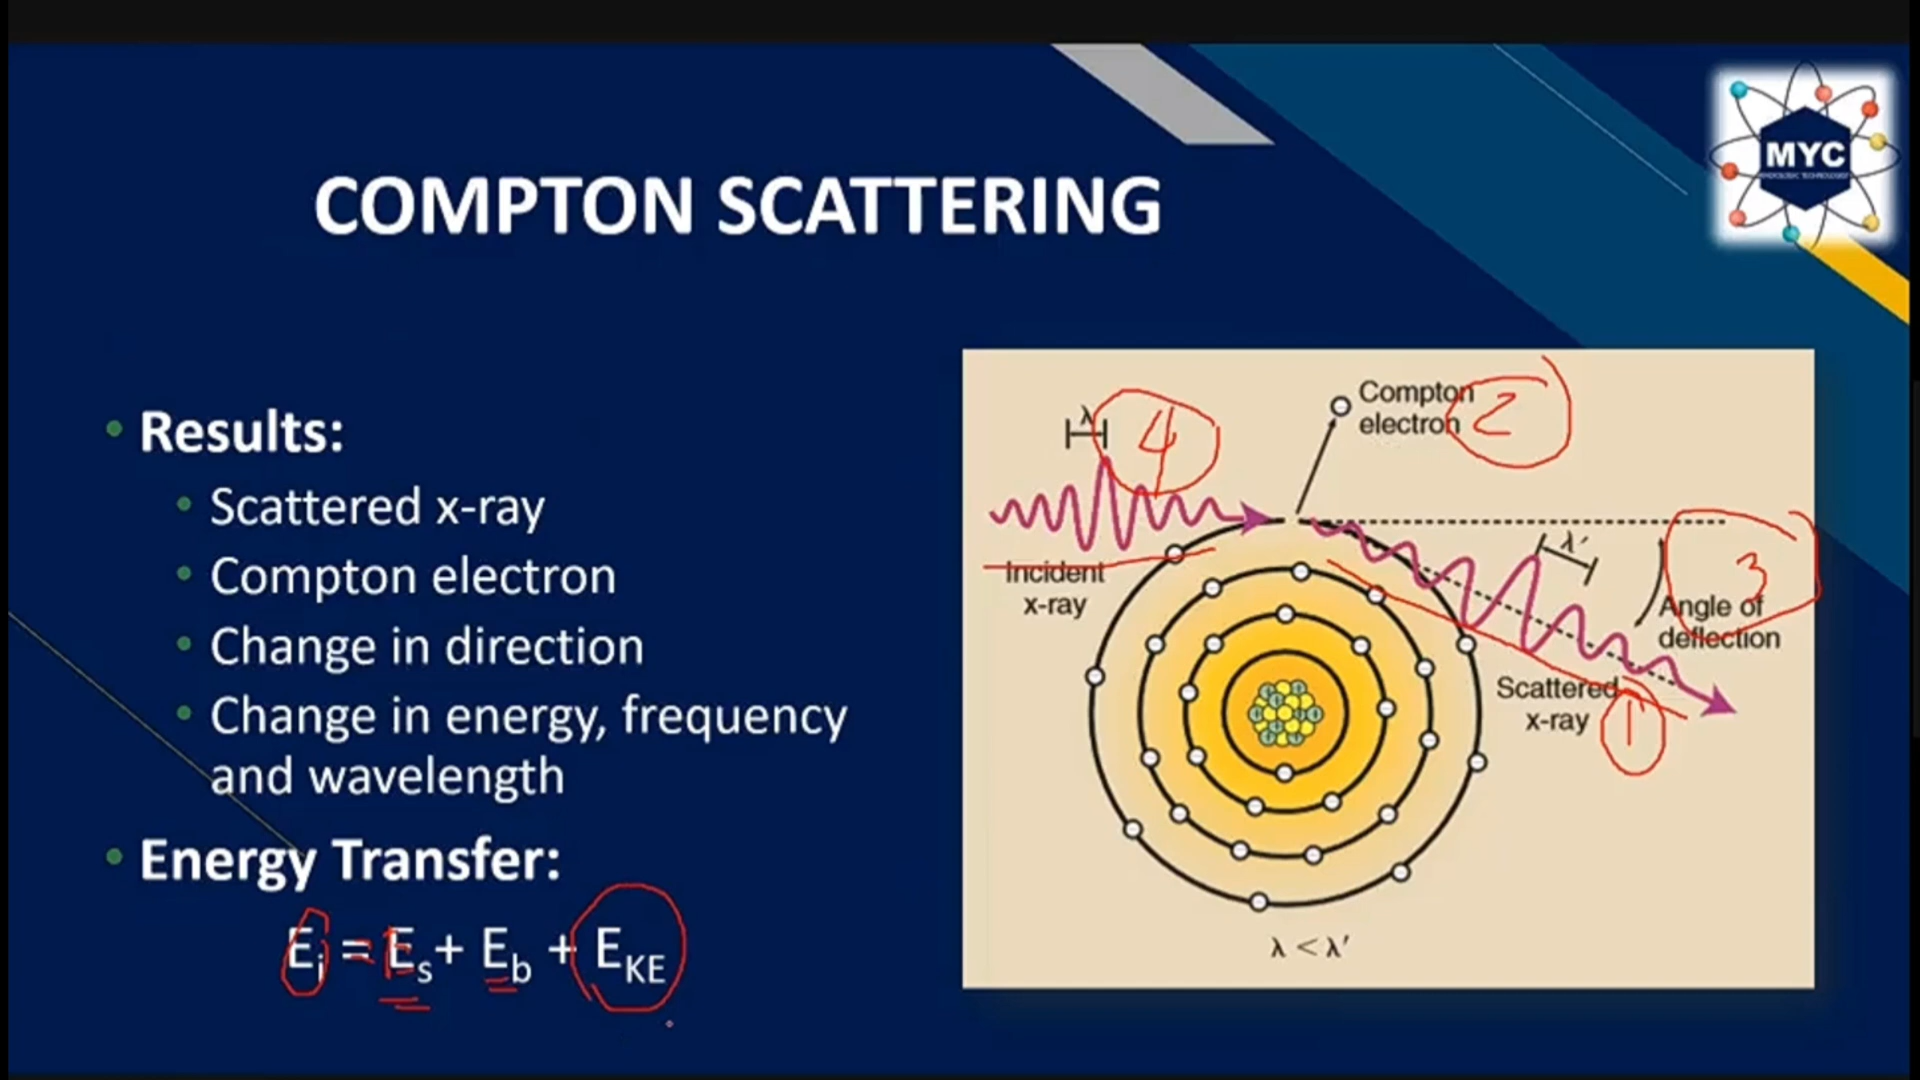 COMPTON SCATTERING
MYC
• Results:
• Scattered x-ray
• Compton electron
• Change in direction
• Change in energy, frequency
and wavelength
• Energy Transfer:
Ei = Es + Eb + EKE
λ
4
Compton
electron
2
Incident
x-ray
λ'
3
Angle of
deflection
Scattered
x-ray
1
λ < λ'